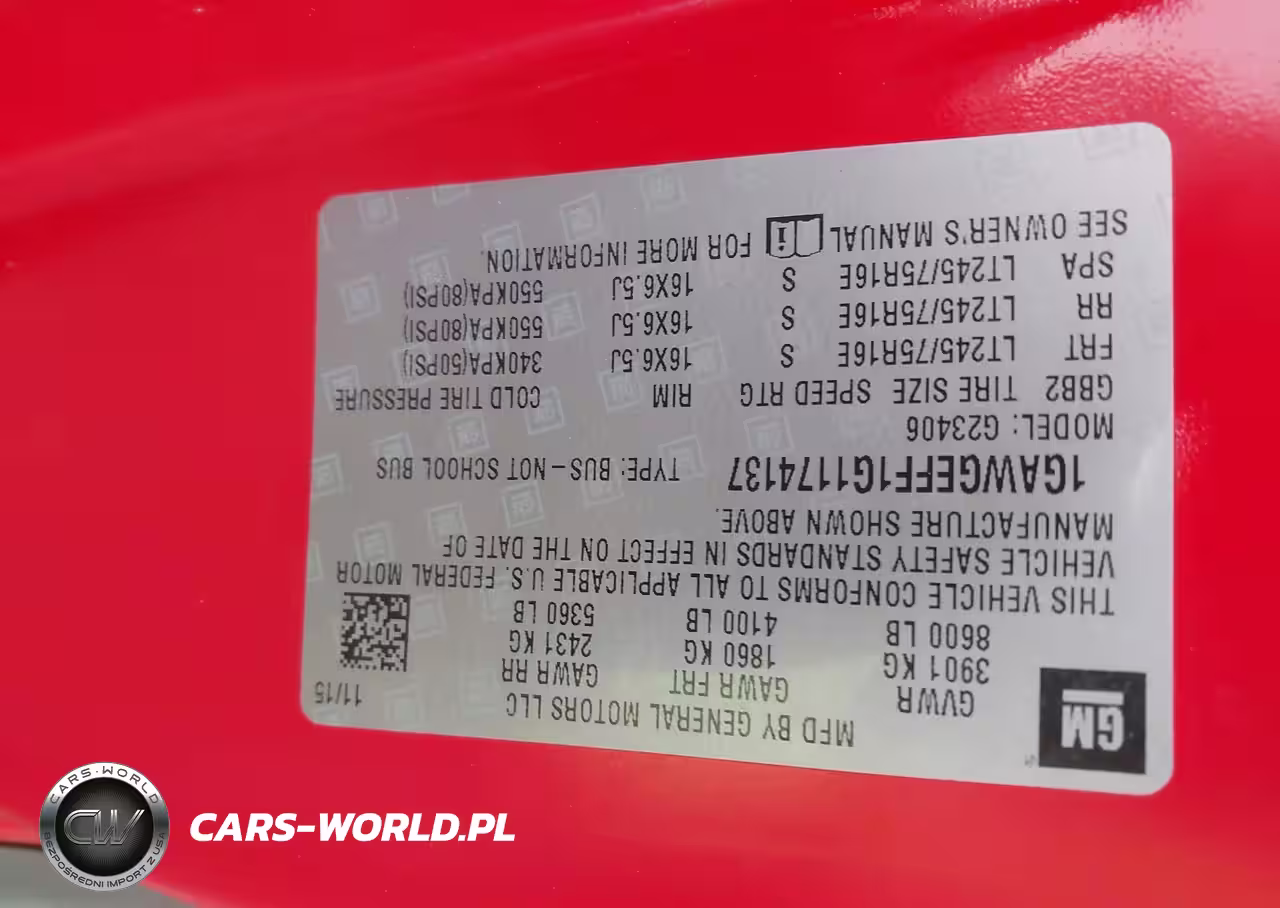 GM
MFD BY GENERAL MOTORS LLC 11/15
GVWR GAWR FRT GAWR RR
3901 KG 1860 KG 2431 KG
8600 LB 4100 LB 5360 LB
THIS VEHICLE CONFORMS TO ALL APPLICABLE U.S. FEDERAL MOTOR
VEHICLE SAFETY STANDARDS IN EFFECT ON THE DATE OF
MANUFACTURE SHOWN ABOVE.
1GAWGEFF1G1174137 TYPE: BUS–NOT SCHOOL BUS
MODEL: G23406
GBB2 TIRE SIZE SPEED RTG RIM COLD TIRE PRESSURE
FRT LT245/75R16E S 16X6.5J 340KPA(50PSI)
RR LT245/75R16E S 16X6.5J 550KPA(80PSI)
SPA LT245/75R16E S 16X6.5J 550KPA(80PSI)
SEE OWNER'S MANUAL FOR MORE INFORMATION.
CARS-WORLD
CW
BEZPOŚREDNI IMPORT Z USA
CARS-WORLD.PL